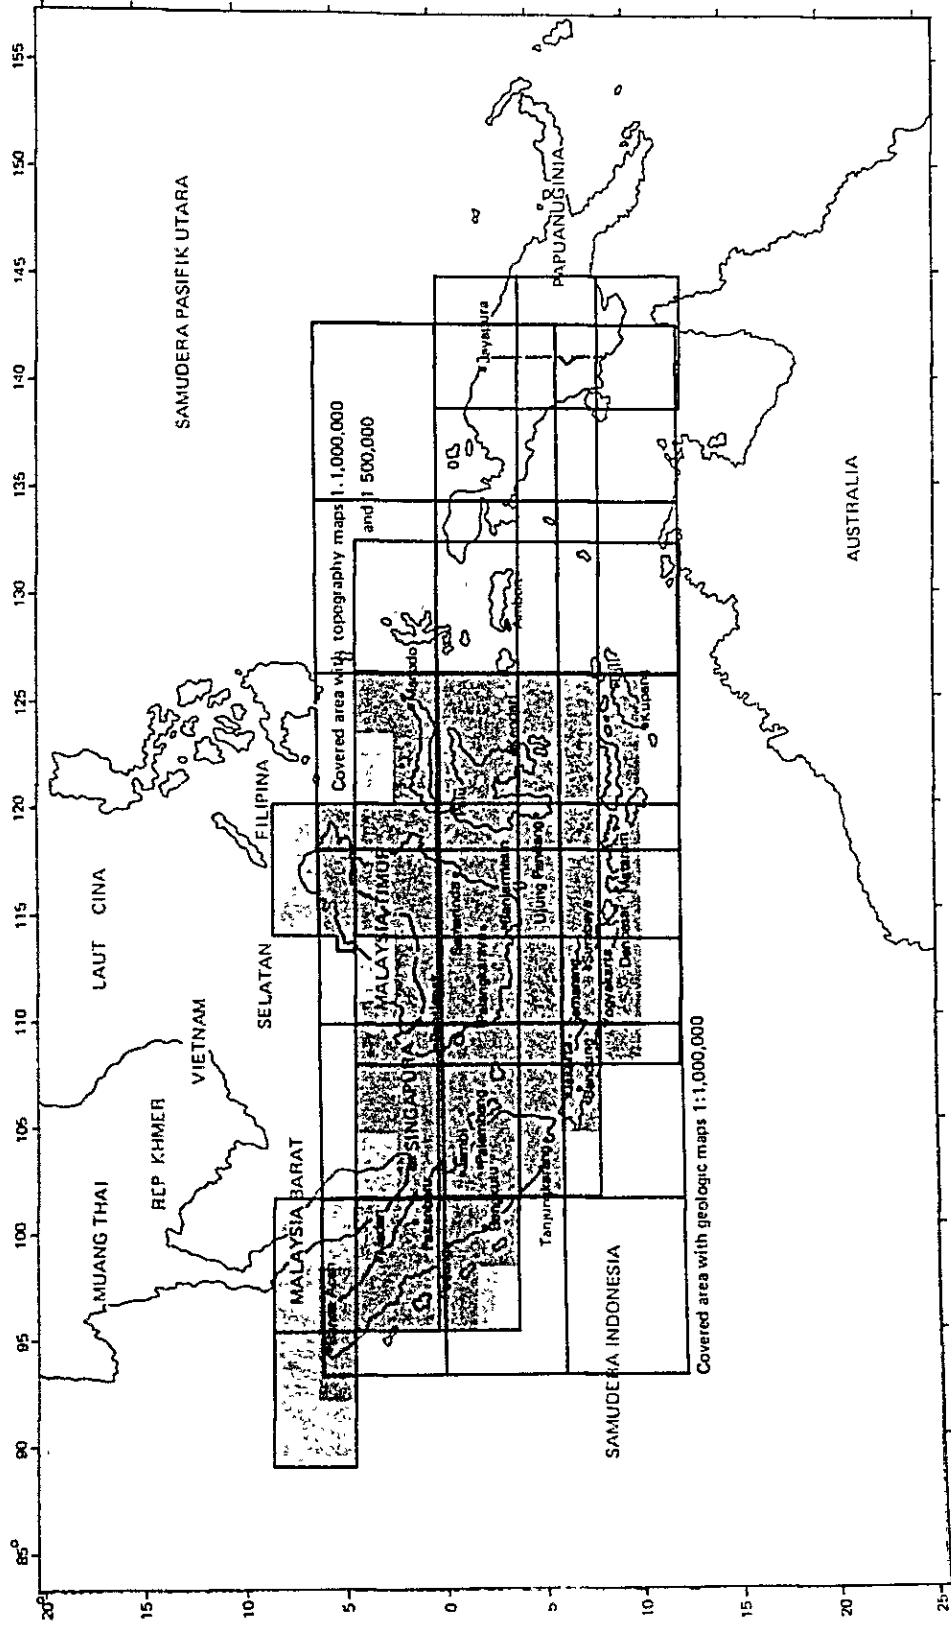 85° 90 95 100 105 110 115 120 125 130 135 140 145 150 155
20°
15
10
5
0
5
10
15
20
25
MUANG THAI
REP KHMER
VIETNAM
LAUT CINA
SELATAN
FILIPINA
SAMUDERA PASIFIK UTARA
MALAYSIA BARAT
MALAYSIA TIMUR
SINGAPURA
Covered area with topography maps 1.1,000,000
and 1 500,000
Banda Aceh
Medan
Pakanbaru
Jambi
Palembang
Bengkulu
Tanjungkarang
Samarinda
Palangkaraya
Banjarmasin
Manado
Kendari
Ujung Pandang
Ambon
Jayapura
PAPUANUGINIA
Jakarta
Bandung
Semarang
Yogyakarta
Surabaya
Denpasar
Mataram
Kupang
SAMUDERA INDONESIA
AUSTRALIA
Covered area with geologic maps 1:1,000,000